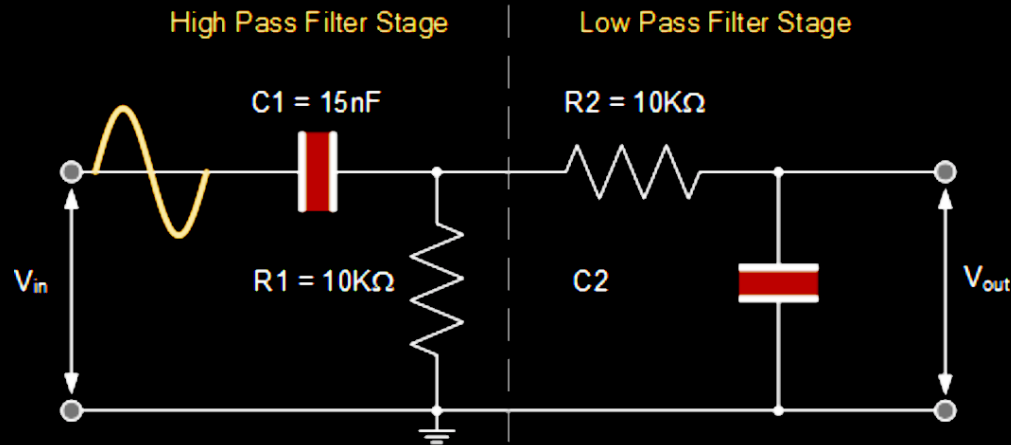 High Pass Filter Stage
Low Pass Filter Stage
C1 = 15nF
R2 = 10KΩ
Vin
R1 = 10KΩ
C2
Vout